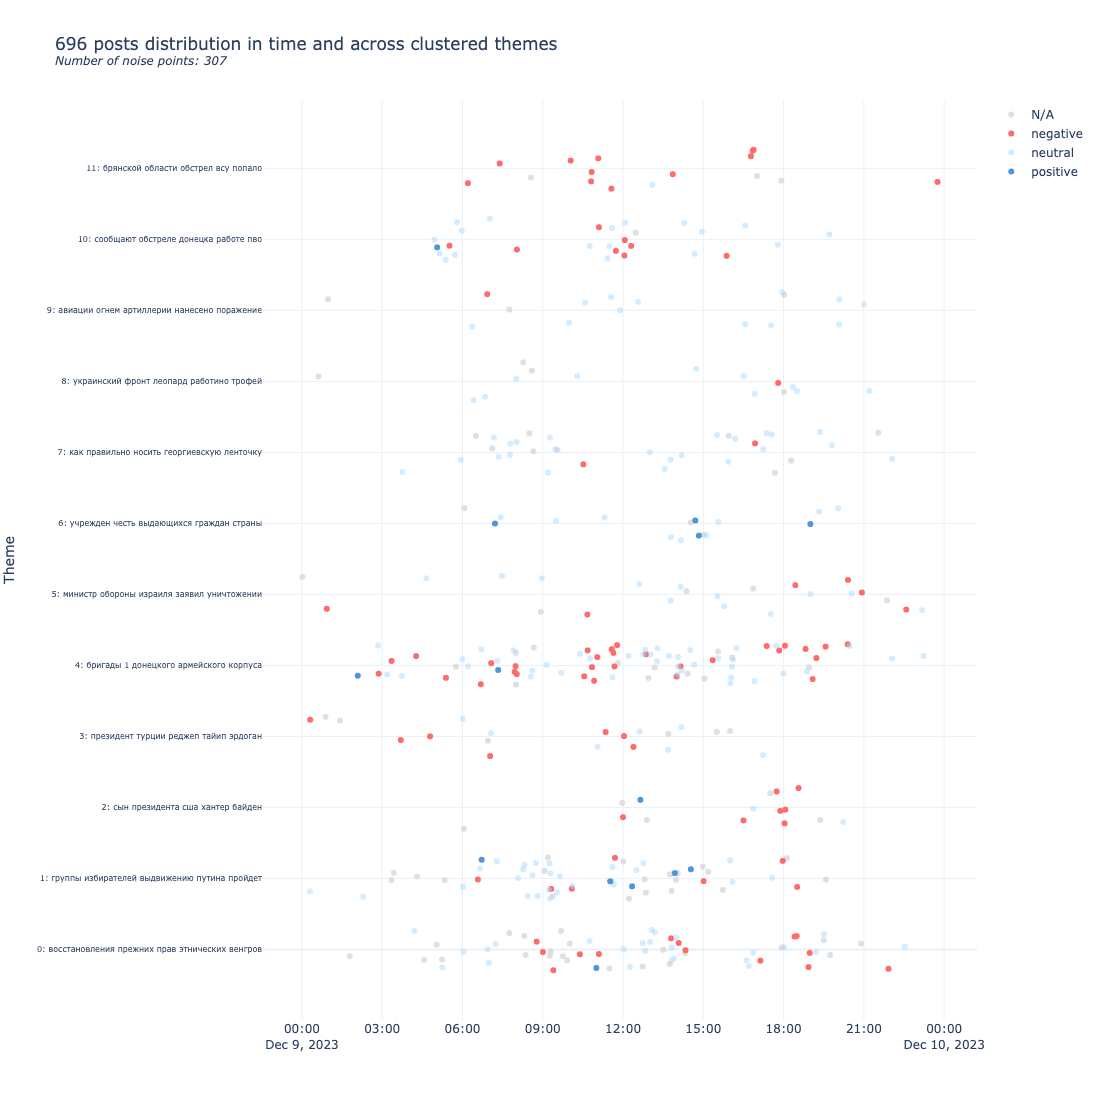 696 posts distribution in time and across clustered themes
Number of noise points: 307
N/A
negative
neutral
positive
Theme
11: брянской области обстрел всу попало
10: сообщают обстреле донецка работе пво
9: авиации огнем артиллерии нанесено поражение
8: украинский фронт леопард работино трофей
7: как правильно носить георгиевскую ленточку
6: учрежден честь выдающихся граждан страны
5: министр обороны израиля заявил уничтожении
4: бригады 1 донецкого армейского корпуса
3: президент турции реджеп тайип эрдоган
2: сын президента сша хантер байден
1: группы избирателей выдвижению путина пройдет
0: восстановления прежних прав этнических венгров
00:00 03:00 06:00 09:00 12:00 15:00 18:00 21:00 00:00
Dec 9, 2023 Dec 10, 2023